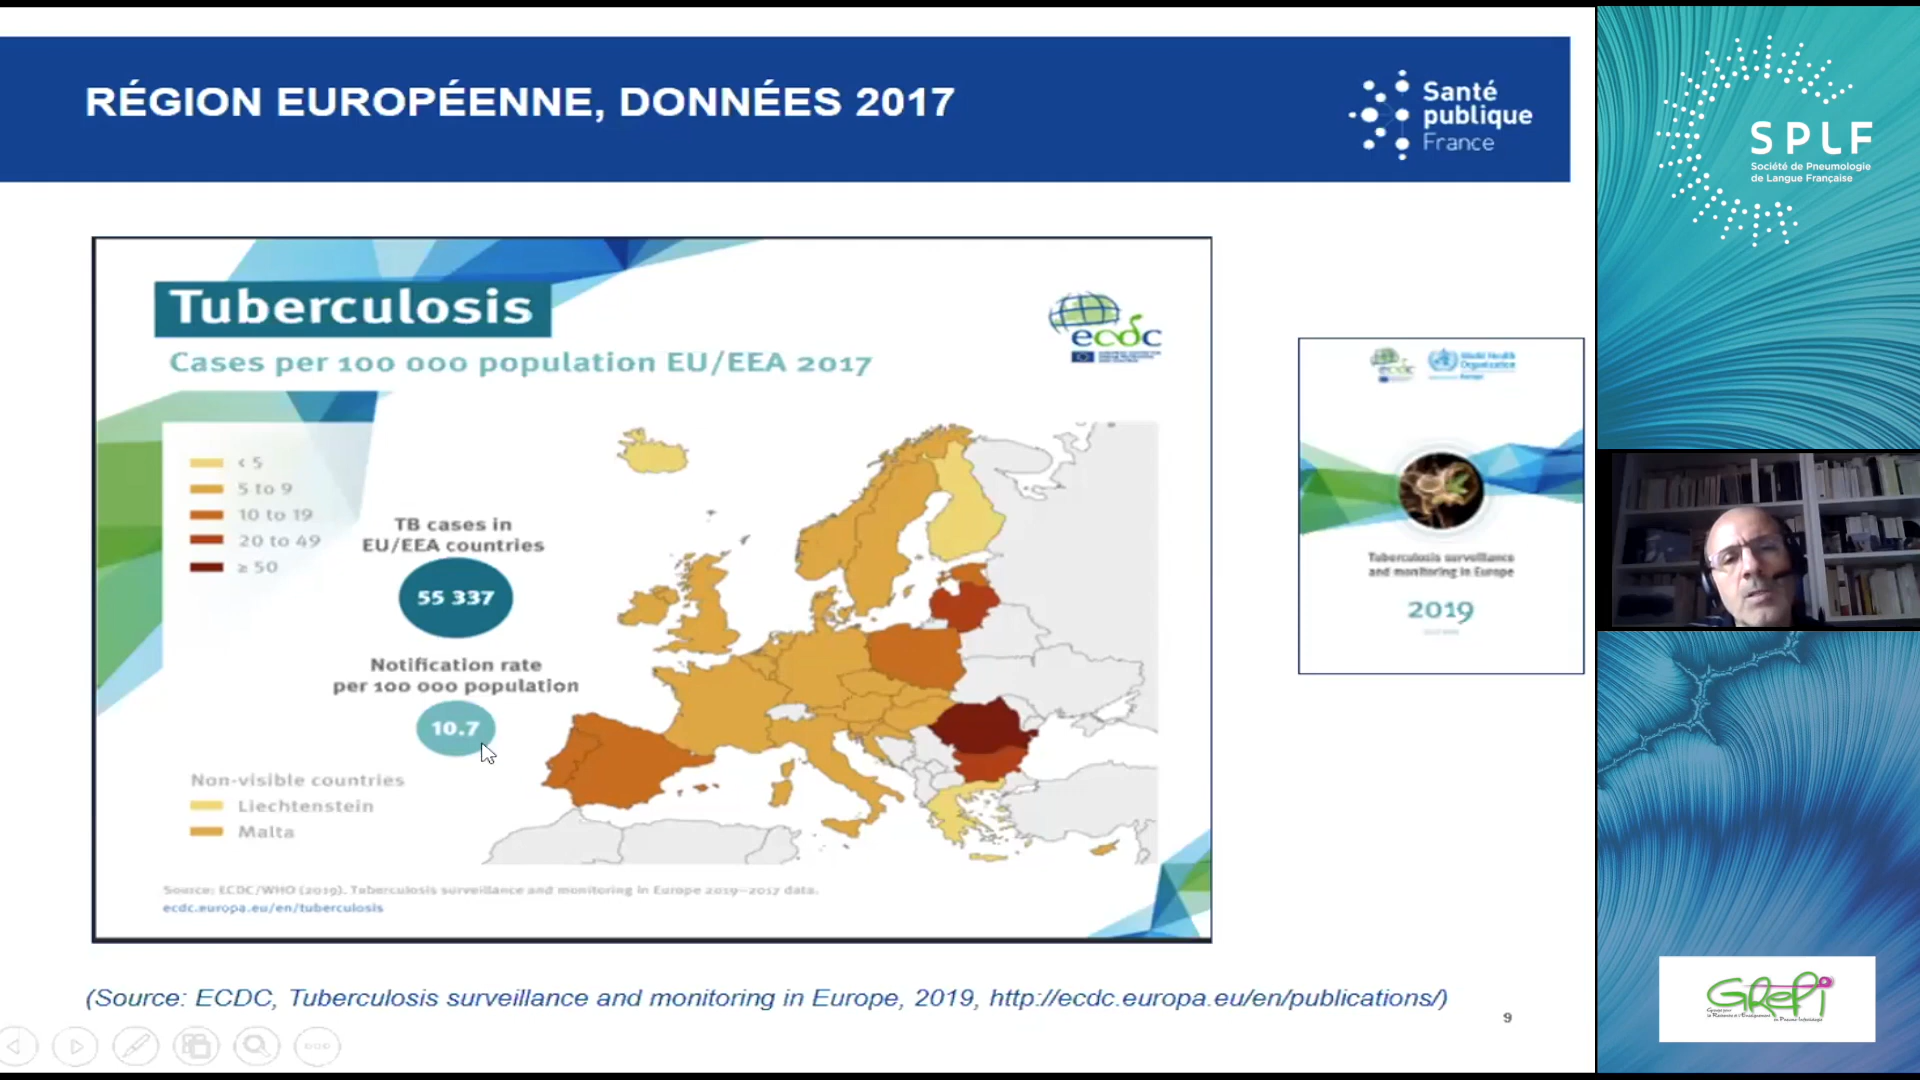 RÉGION EUROPÉENNE, DONNÉES 2017
Santé
publique
France
Tuberculosis
Cases per 100 000 population EU/EEA 2017
ecdc
< 5
5 to 9
10 to 19
20 to 49
≥ 50
TB cases in
EU/EEA countries
55 337
Notification rate
per 100 000 population
10.7
Non-visible countries
Liechtenstein
Malta
Source: ECDC/WHO (2019). Tuberculosis surveillance and monitoring in Europe 2019–2017 data.
ecdc.europa.eu/en/tuberculosis
ecdc
World Health
Organization
Tuberculosis surveillance
and monitoring in Europe
2019
(Source: ECDC, Tuberculosis surveillance and monitoring in Europe, 2019, http://ecdc.europa.eu/en/publications/)
9
SPLF
Société de Pneumologie
de Langue Française
GREPI